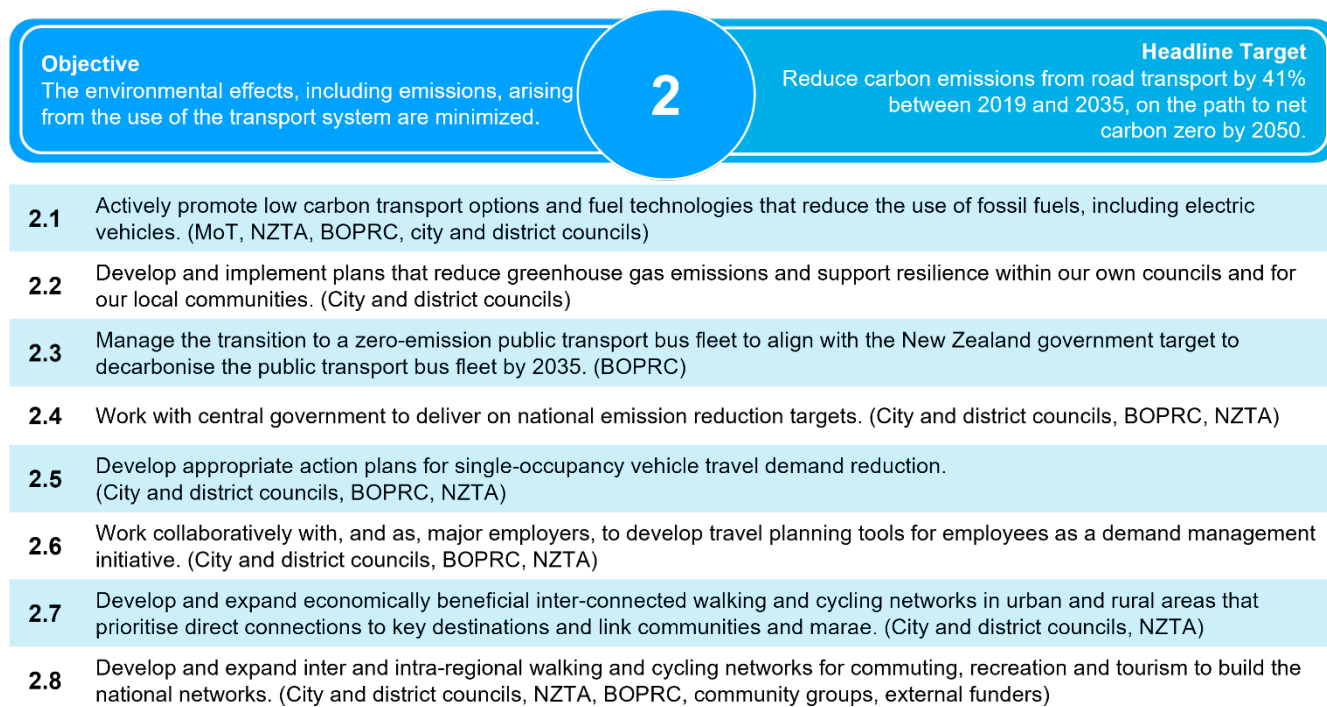 Objective
The environmental effects, including emissions, arising
from the use of the transport system are minimized.
2
Headline Target
Reduce carbon emissions from road transport by 41%
between 2019 and 2035, on the path to net
carbon zero by 2050.
2.1
Actively promote low carbon transport options and fuel technologies that reduce the use of fossil fuels, including electric
vehicles. (MoT, NZTA, BOPRC, city and district councils)
2.2
Develop and implement plans that reduce greenhouse gas emissions and support resilience within our own councils and for
our local communities. (City and district councils)
2.3
Manage the transition to a zero-emission public transport bus fleet to align with the New Zealand government target to
decarbonise the public transport bus fleet by 2035. (BOPRC)
2.4
Work with central government to deliver on national emission reduction targets. (City and district councils, BOPRC, NZTA)
2.5
Develop appropriate action plans for single-occupancy vehicle travel demand reduction.
(City and district councils, BOPRC, NZTA)
2.6
Work collaboratively with, and as, major employers, to develop travel planning tools for employees as a demand management
initiative. (City and district councils, BOPRC, NZTA)
2.7
Develop and expand economically beneficial inter-connected walking and cycling networks in urban and rural areas that
prioritise direct connections to key destinations and link communities and marae. (City and district councils, NZTA)
2.8
Develop and expand inter and intra-regional walking and cycling networks for commuting, recreation and tourism to build the
national networks. (City and district councils, NZTA, BOPRC, community groups, external funders)